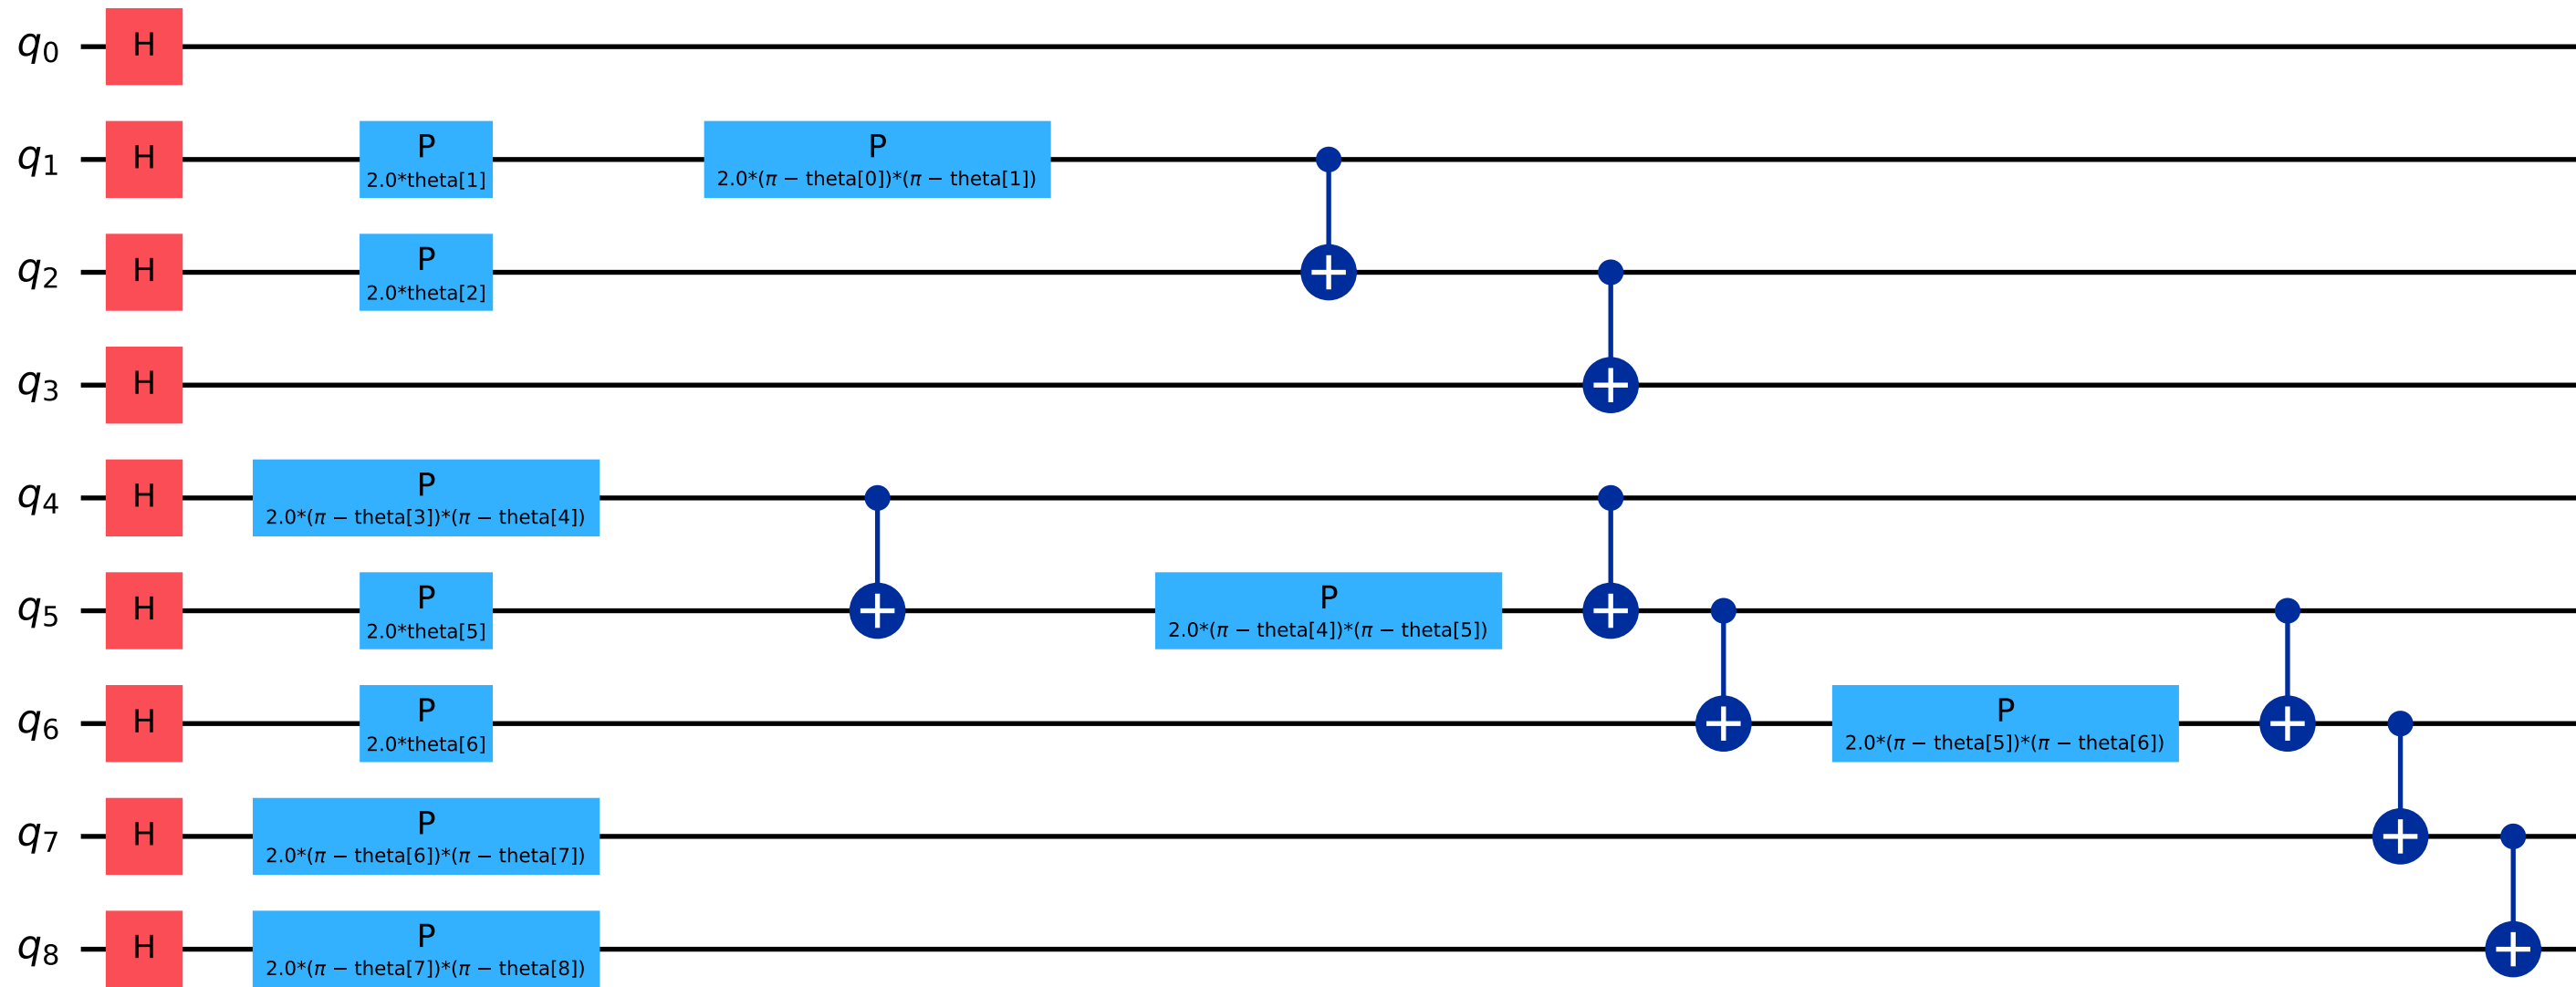 q0 H
q1 H P P
2.0*theta[1] 2.0*(π − theta[0])*(π − theta[1])
q2 H P
2.0*theta[2]
q3 H
q4 H P
2.0*(π − theta[3])*(π − theta[4])
q5 H P P
2.0*theta[5] 2.0*(π − theta[4])*(π − theta[5])
q6 H P P
2.0*theta[6] 2.0*(π − theta[5])*(π − theta[6])
q7 H P
2.0*(π − theta[6])*(π − theta[7])
q8 H P
2.0*(π − theta[7])*(π − theta[8])